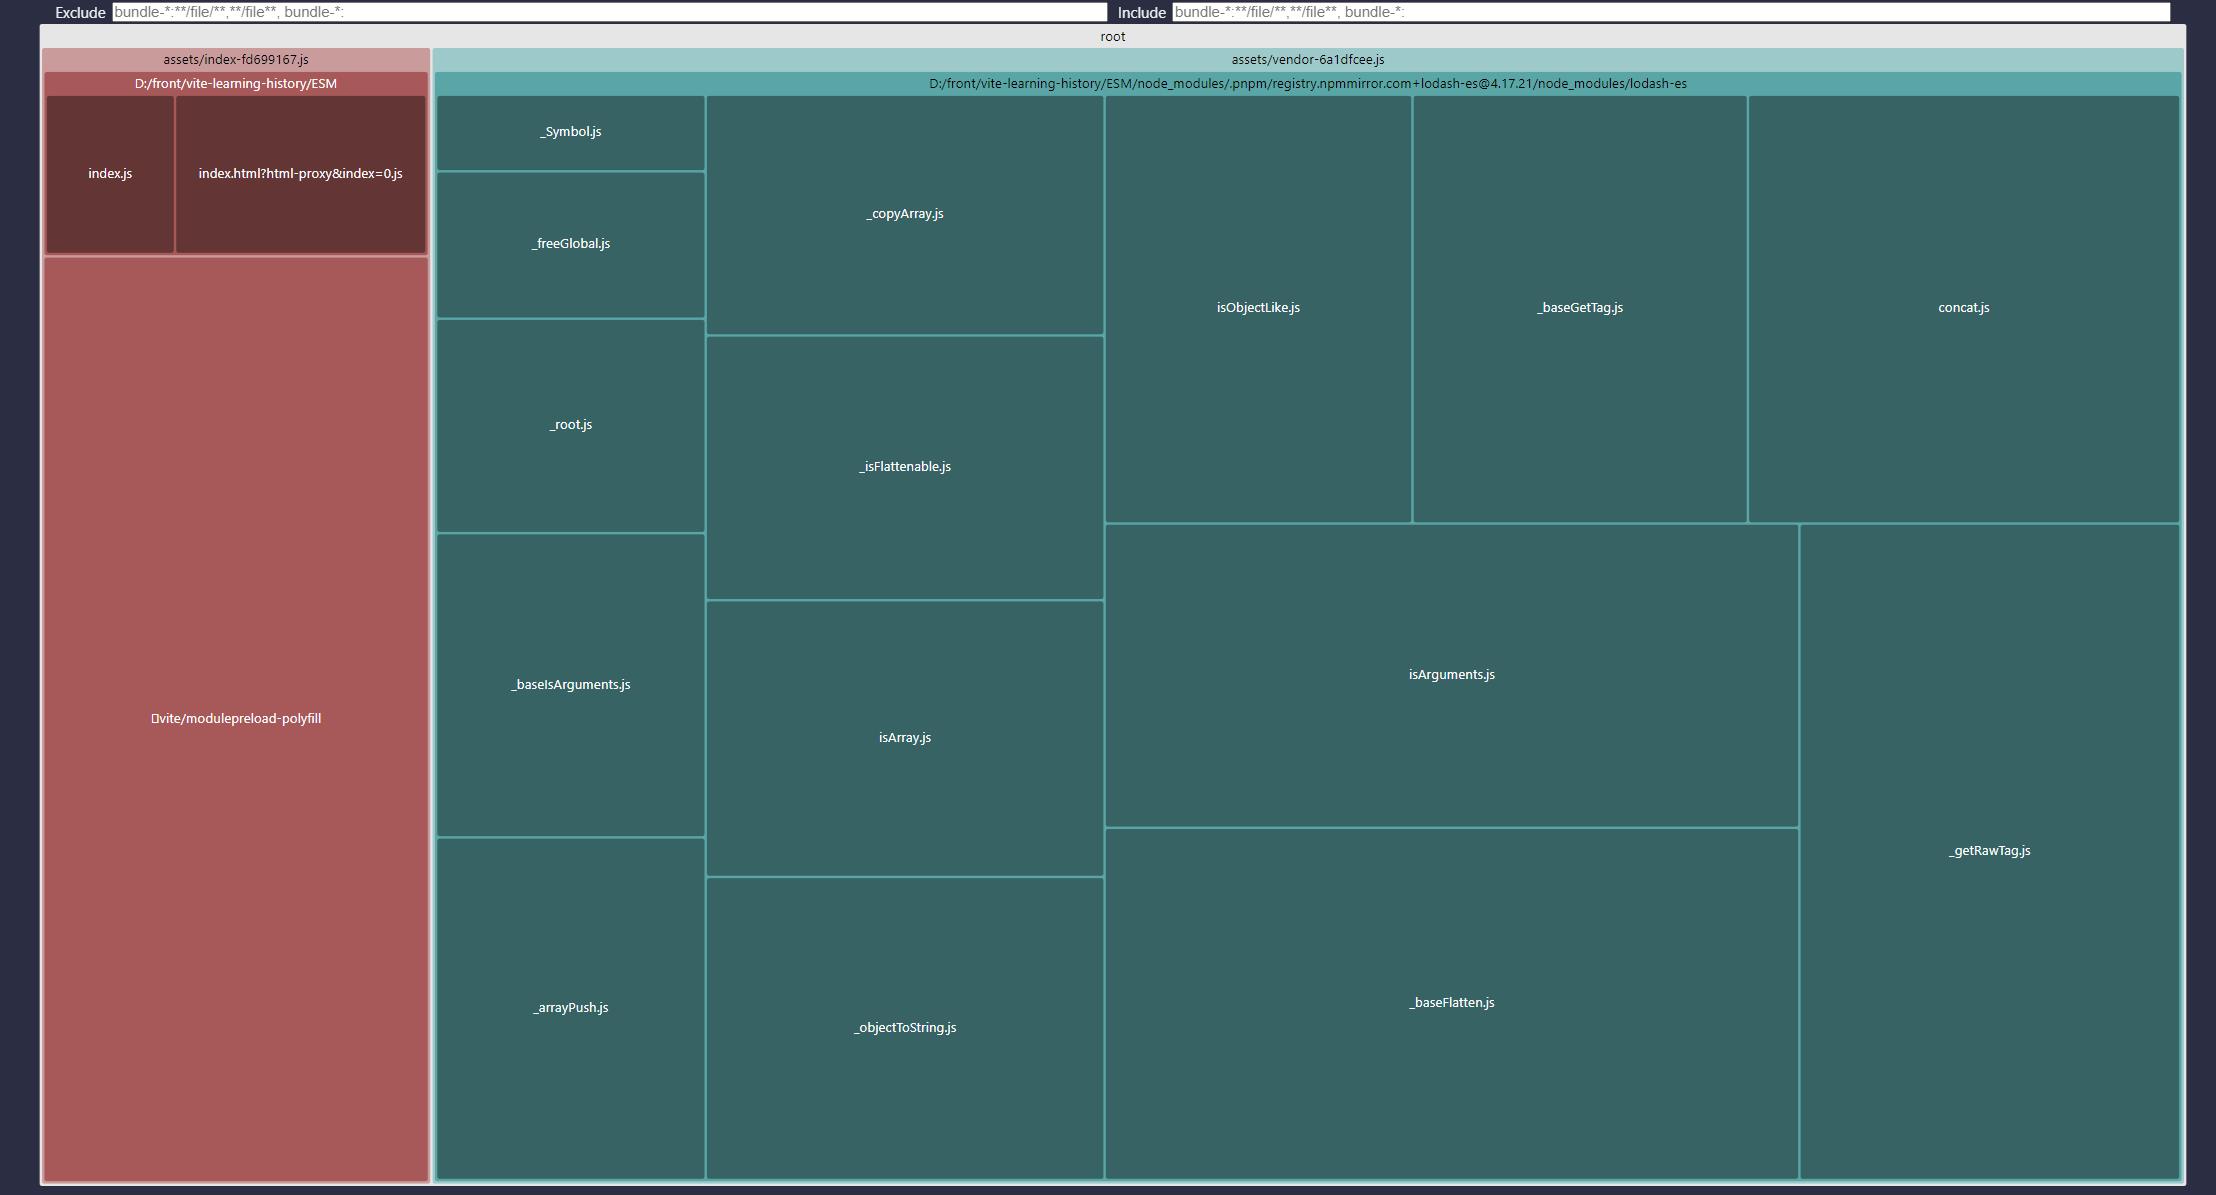 Exclude bundle-*:**/file/**,**/file**, bundle-*: Include bundle-*:**/file/**,**/file**, bundle-*:
root
assets/index-fd699167.js
D:/front/vite-learning-history/ESM
index.js
index.html?html-proxy&index=0.js
▯vite/modulepreload-polyfill
assets/vendor-6a1dfcee.js
D:/front/vite-learning-history/ESM/node_modules/.pnpm/registry.npmmirror.com+lodash-es@4.17.21/node_modules/lodash-es
_Symbol.js
_freeGlobal.js
_root.js
_baseIsArguments.js
_arrayPush.js
_copyArray.js
_isFlattenable.js
isArray.js
_objectToString.js
isObjectLike.js
_baseGetTag.js
concat.js
isArguments.js
_baseFlatten.js
_getRawTag.js